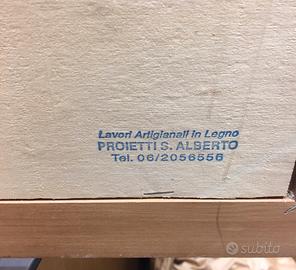 Lavori Artigianali in Legno
PROIETTI S. ALBERTO
Tel. 06/2056556
subito